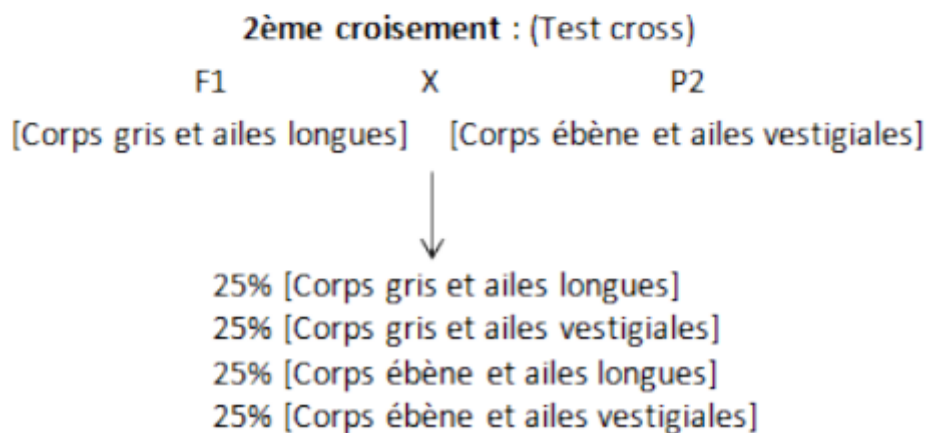 2ème croisement : (Test cross)
F1 X P2
[Corps gris et ailes longues] [Corps ébène et ailes vestigiales]
25% [Corps gris et ailes longues]
25% [Corps gris et ailes vestigiales]
25% [Corps ébène et ailes longues]
25% [Corps ébène et ailes vestigiales]